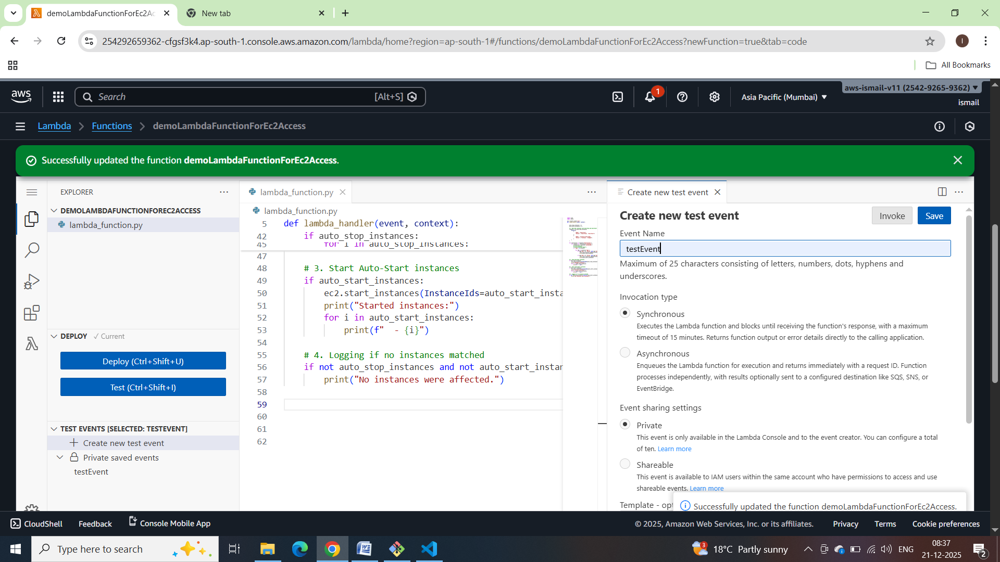 demoLambdaFunctionForEc2Ac
New tab
254292659362-cfgsf3k4.ap-south-1.console.aws.amazon.com/lambda/home?region=ap-south-1#/functions/demoLambdaFunctionForEc2Access?newFunction=true&tab=code
I
All Bookmarks
aws
Search
[Alt+S]
1
Asia Pacific (Mumbai)
aws-ismail-v11 (2542-9265-9362)
ismail
Lambda
Functions
demoLambdaFunctionForEc2Access
Successfully updated the function demoLambdaFunctionForEc2Access.
EXPLORER
DEMOLAMBDAFUNCTIONFOREC2ACCESS
lambda_function.py
DEPLOY
Current
Deploy (Ctrl+Shift+U)
Test (Ctrl+Shift+I)
TEST EVENTS [SELECTED: TESTEVENT]
Create new test event
Private saved events
testEvent
lambda_function.py
lambda_function.py
5 def lambda_handler(event, context):
42 if auto_stop_instances:
45 for i in auto_stop_instances:
47
48 # 3. Start Auto-Start instances
49 if auto_start_instances:
50 ec2.start_instances(InstanceIds=auto_start_insta
51 print("Started instances:")
52 for i in auto_start_instances:
53 print(f"  - {i}")
54
55 # 4. Logging if no instances matched
56 if not auto_stop_instances and not auto_start_instan
57 print("No instances were affected.")
58
59
60
61
62
Create new test event
Create new test event
Invoke
Save
Event Name
testEvent
Maximum of 25 characters consisting of letters, numbers, dots, hyphens and
underscores.
Invocation type
Synchronous
Executes the Lambda function and blocks until receiving the function's response, with a maximum
timeout of 15 minutes. Returns function output or error details directly to the calling application.
Asynchronous
Enqueues the Lambda function for execution and returns immediately with a request ID. Function
processes independently, with results optionally sent to a configured destination like SQS, SNS, or
EventBridge.
Event sharing settings
Private
This event is only available in the Lambda Console and to the event creator. You can configure a total
of ten. Learn more
Shareable
This event is available to IAM users within the same account who have permissions to access and use
shareable events. Learn more
Template - opt
Successfully updated the function demoLambdaFunctionForEc2Access.
CloudShell
Feedback
Console Mobile App
© 2025, Amazon Web Services, Inc. or its affiliates.
Privacy
Terms
Cookie preferences
Type here to search
3
18°C Partly sunny
ENG
08:37
21-12-2025
2